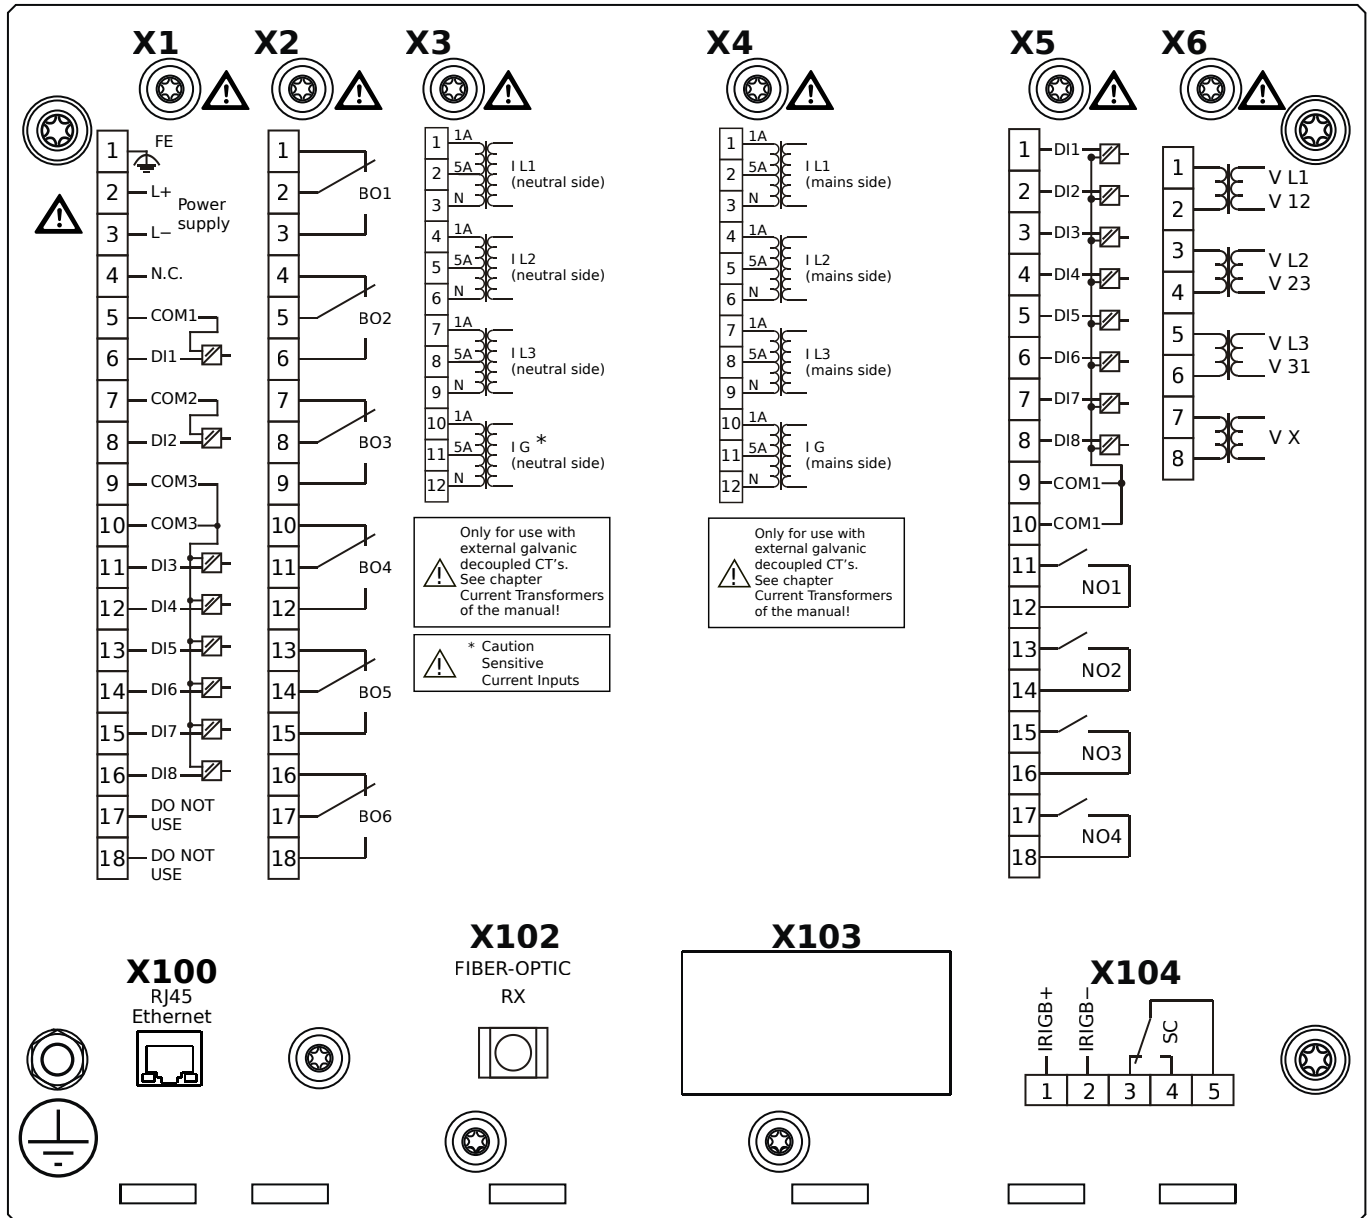 X1
X2
X3
X4
X5
X6
1
FE
2
L+
Power
supply
3
L−
4
N.C.
5
COM1
6
DI1
7
COM2
8
DI2
9
COM3
10
COM3
11
DI3
12
DI4
13
DI5
14
DI6
15
DI7
16
DI8
17
DO NOT
USE
18
DO NOT
USE
1
2
BO1
3
4
5
BO2
6
7
8
BO3
9
10
11
BO4
12
13
14
BO5
15
16
17
BO6
18
1
1A
2
5A
I L1
(neutral side)
3
N
4
1A
5
5A
I L2
(neutral side)
6
N
7
1A
8
5A
I L3
(neutral side)
9
N
10
1A
11
5A
I G *
(neutral side)
12
N
Only for use with
external galvanic
decoupled CT's.
See chapter
Current Transformers
of the manual!
* Caution
Sensitive
Current Inputs
1
1A
2
5A
I L1
(mains side)
3
N
4
1A
5
5A
I L2
(mains side)
6
N
7
1A
8
5A
I L3
(mains side)
9
N
10
1A
11
5A
I G
(mains side)
12
N
Only for use with
external galvanic
decoupled CT's.
See chapter
Current Transformers
of the manual!
1
DI1
2
DI2
3
DI3
4
DI4
5
DI5
6
DI6
7
DI7
8
DI8
9
COM1
10
COM1
11
NO1
12
13
NO2
14
15
NO3
16
17
NO4
18
1
V L1
2
V 12
3
V L2
4
V 23
5
V L3
6
V 31
7
V X
8
X100
RJ45
Ethernet
X102
FIBER-OPTIC
RX
X103
X104
IRIGB+
IRIGB−
SC
1 2 3 4 5